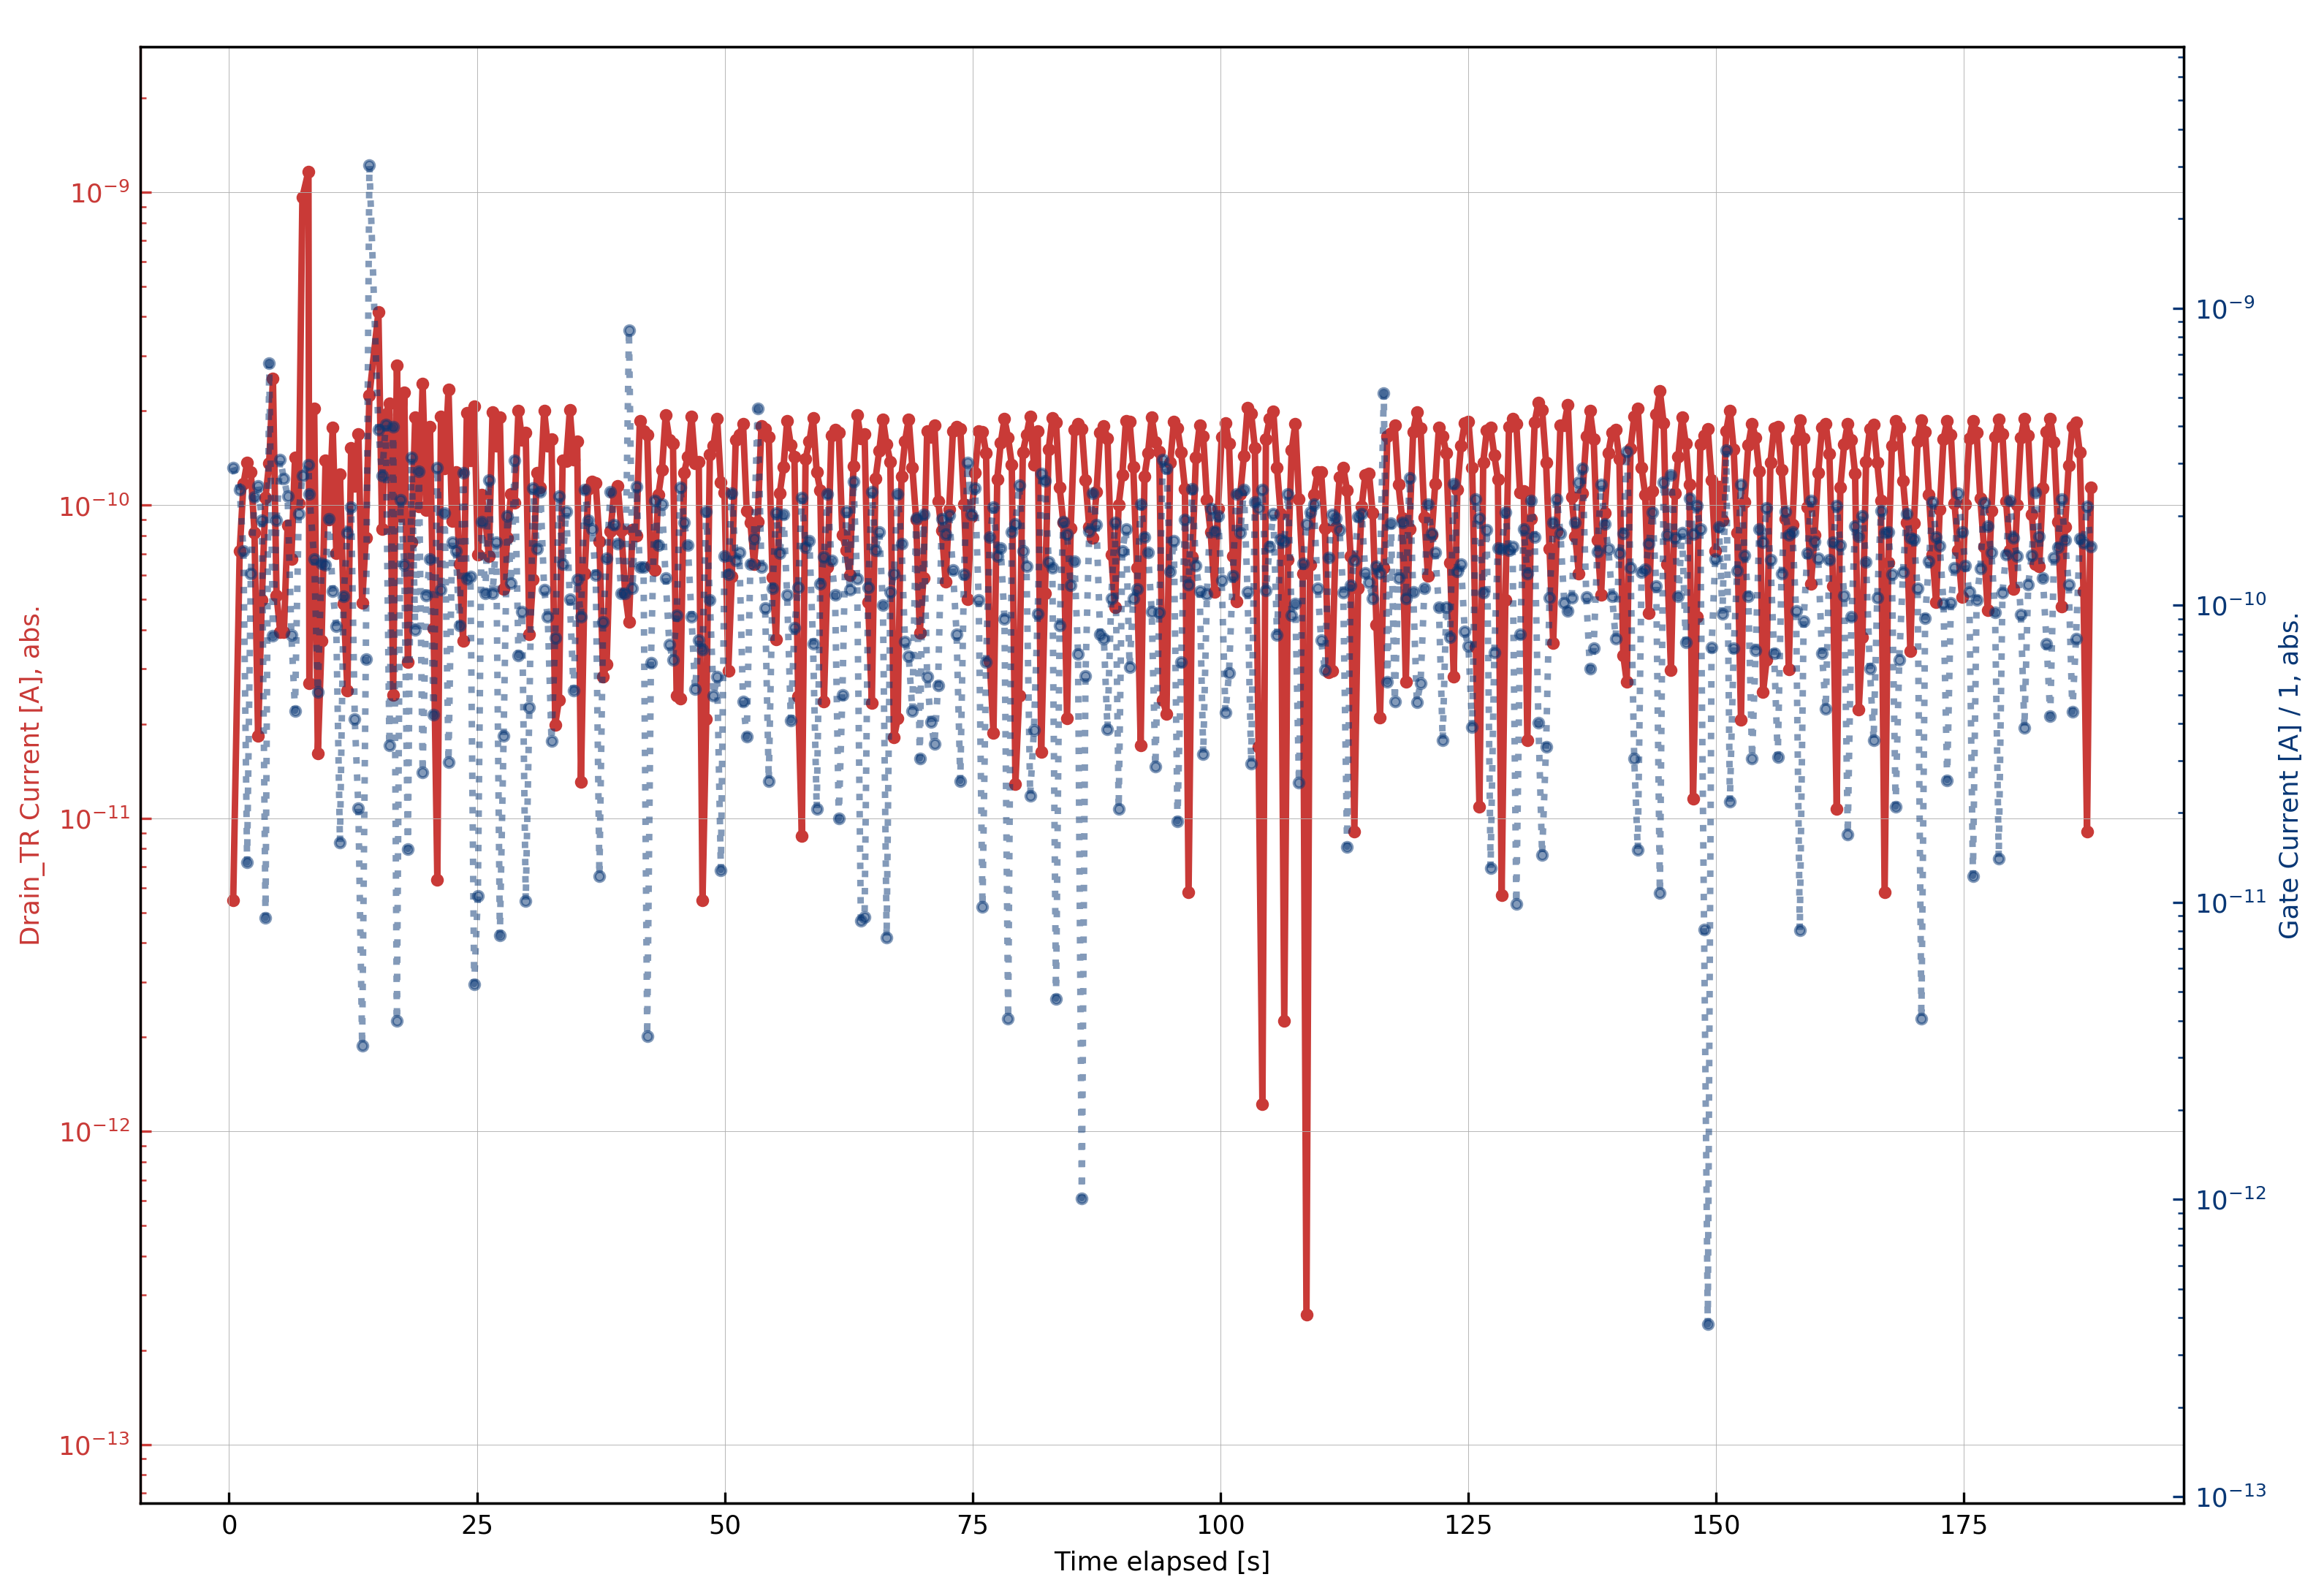 Drain_TR Current [A], abs.
10⁻⁹
10⁻¹⁰
10⁻¹¹
10⁻¹²
10⁻¹³
10⁻⁹
10⁻¹⁰
10⁻¹¹
10⁻¹²
10⁻¹³
Gate Current [A] / 1, abs.
0 25 50 75 100 125 150 175
Time elapsed [s]